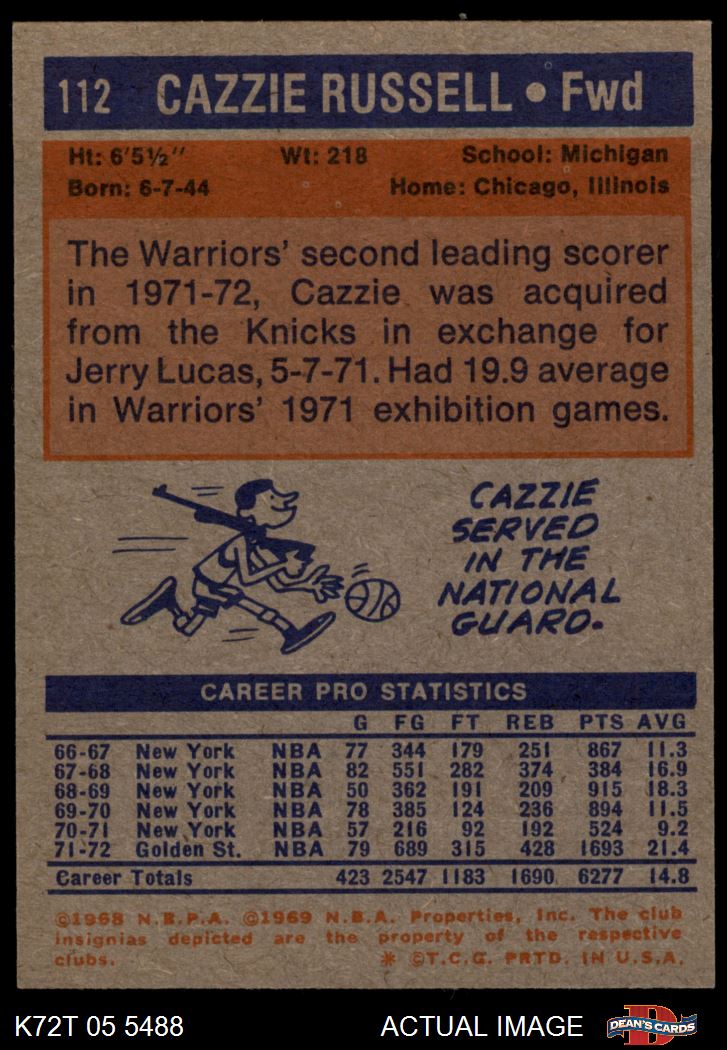 112 CAZZIE RUSSELL • Fwd
Ht: 6'5½" Wt: 218 School: Michigan
Born: 6-7-44 Home: Chicago, Illinois
The Warriors' second leading scorer
in 1971-72, Cazzie was acquired
from the Knicks in exchange for
Jerry Lucas, 5-7-71. Had 19.9 average
in Warriors' 1971 exhibition games.
CAZZIE
SERVED
IN THE
NATIONAL
GUARD.
CAREER PRO STATISTICS
G FG FT REB PTS AVG
66-67 New York NBA 77 344 179 251 867 11.3
67-68 New York NBA 82 551 282 374 384 16.9
68-69 New York NBA 50 362 191 209 915 18.3
69-70 New York NBA 78 385 124 236 894 11.5
70-71 New York NBA 57 216 92 192 524 9.2
71-72 Golden St. NBA 79 689 315 428 1693 21.4
Career Totals 423 2547 1183 1690 6277 14.8
©1968 N.B.P.A. ©1969 N.B.A. Properties, Inc. The club
insignias depicted are the property of the respective
clubs. * ©T.C.G. PRTD. IN U.S.A.
K72T 05 5488 ACTUAL IMAGE DEAN'S CARDS